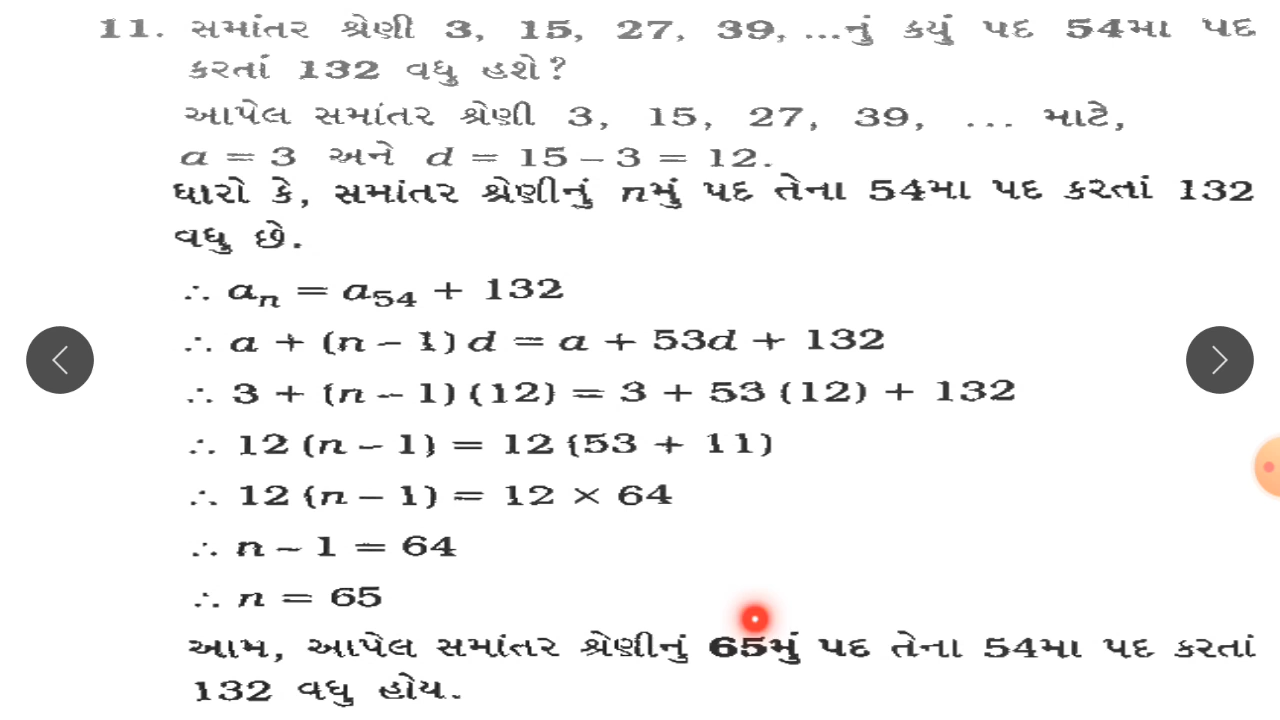 11. સમાંતર શ્રેણી 3, 15, 27, 39, ...નું કયું પદ 54મા પદ
કરતાં 132 વધુ હશે?
આપેલ સમાંતર શ્રેણી 3, 15, 27, 39, ... માટે,
a = 3 અને d = 15 – 3 = 12.
ધારો કે, સમાંતર શ્રેણીનું nમું પદ તેના 54મા પદ કરતાં 132
વધુ છે.
∴ aₙ = a₅₄ + 132
∴ a + (n – 1) d = a + 53d + 132
∴ 3 + (n – 1) (12) = 3 + 53 (12) + 132
∴ 12 (n – 1) = 12 (53 + 11)
∴ 12 (n – 1) = 12 × 64
∴ n – 1 = 64
∴ n = 65
આમ, આપેલ સમાંતર શ્રેણીનું 65મું પદ તેના 54મા પદ કરતાં
132 વધુ હોય.